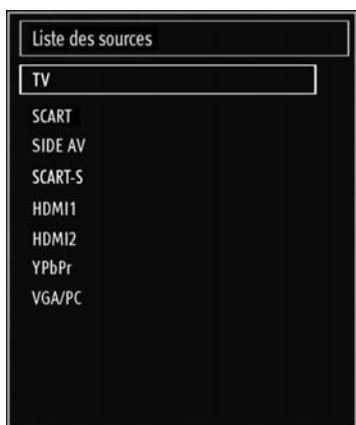 Liste des sources
TV
SCART
SIDE AV
SCART-S
HDMI1
HDMI2
YPbPr
VGA/PC